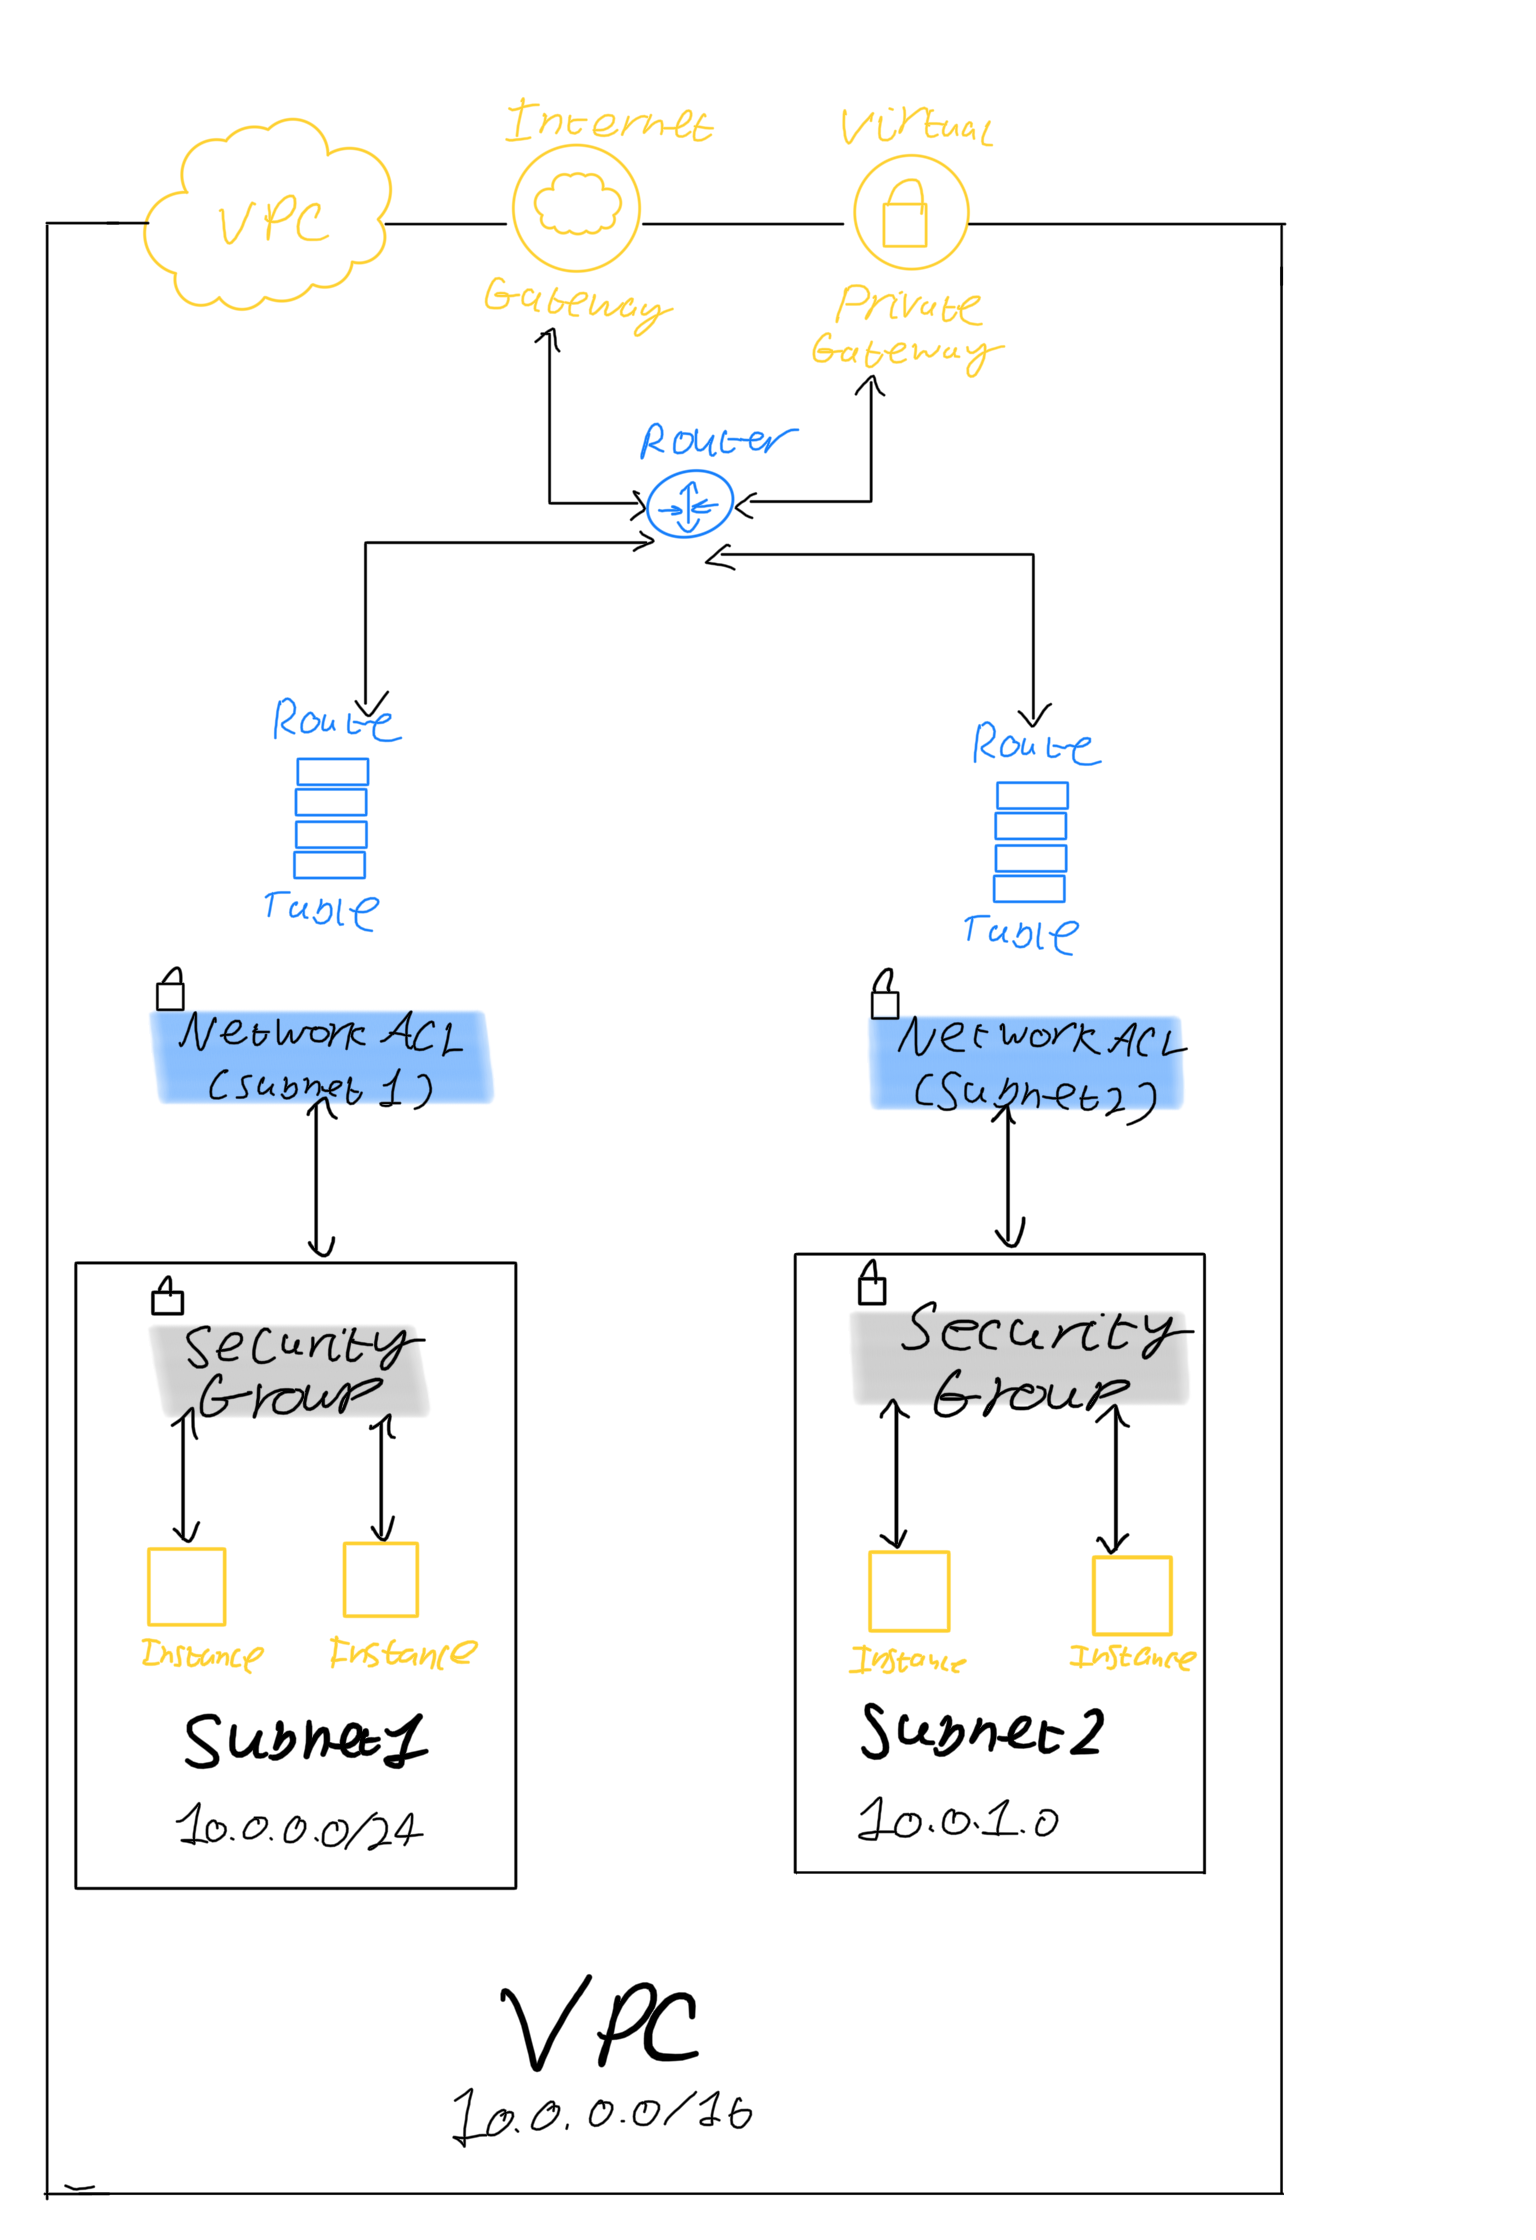 VPC
Internet
Gateway
Virtual
Private
Gateway
Router
Route
Table
Route
Table
Network ACL
(Subnet 1)
Network ACL
(Subnet2)
Security
Group
Instance
Instance
Subnet1
10.0.0.0/24
Security
Group
Instance
Instance
Subnet2
10.0.1.0
VPC
10.0.0.0/16